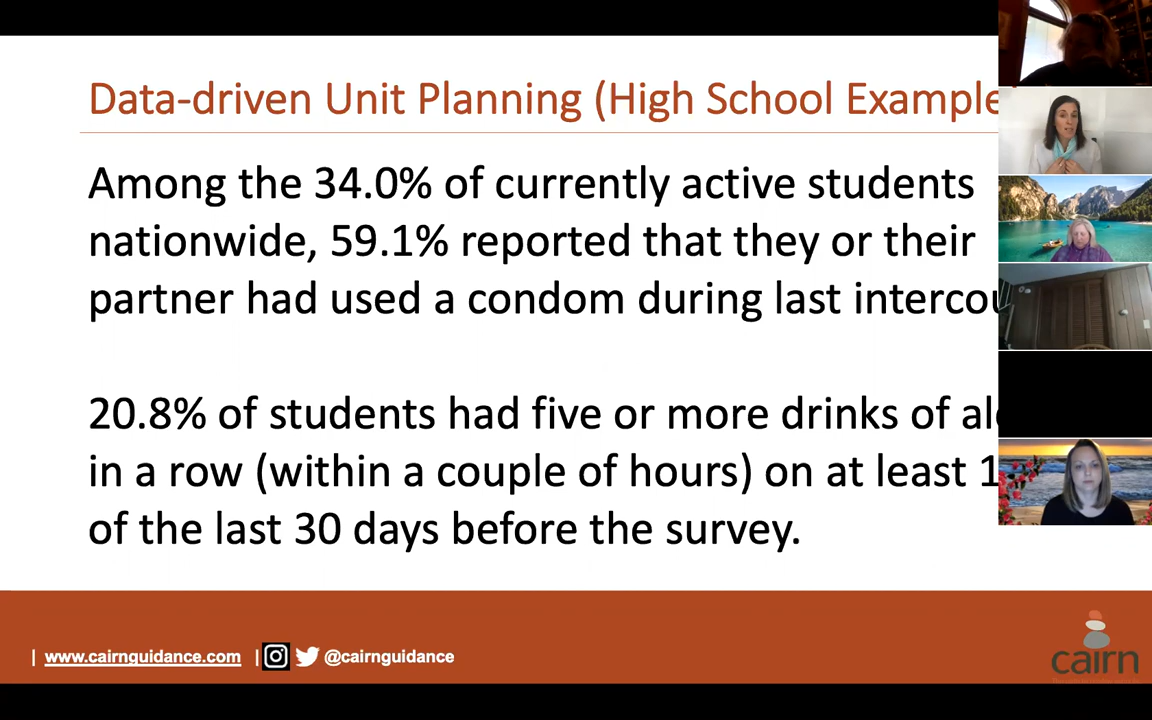 Data-driven Unit Planning (High School Example
Among the 34.0% of currently active students
nationwide, 59.1% reported that they or their
partner had used a condom during last
20.8% of students had five or more drinks of
in a row (within a couple of hours) on at least 1
of the last 30 days before the survey.
| www.cairnguidance.com | @cairnguidance
cairn